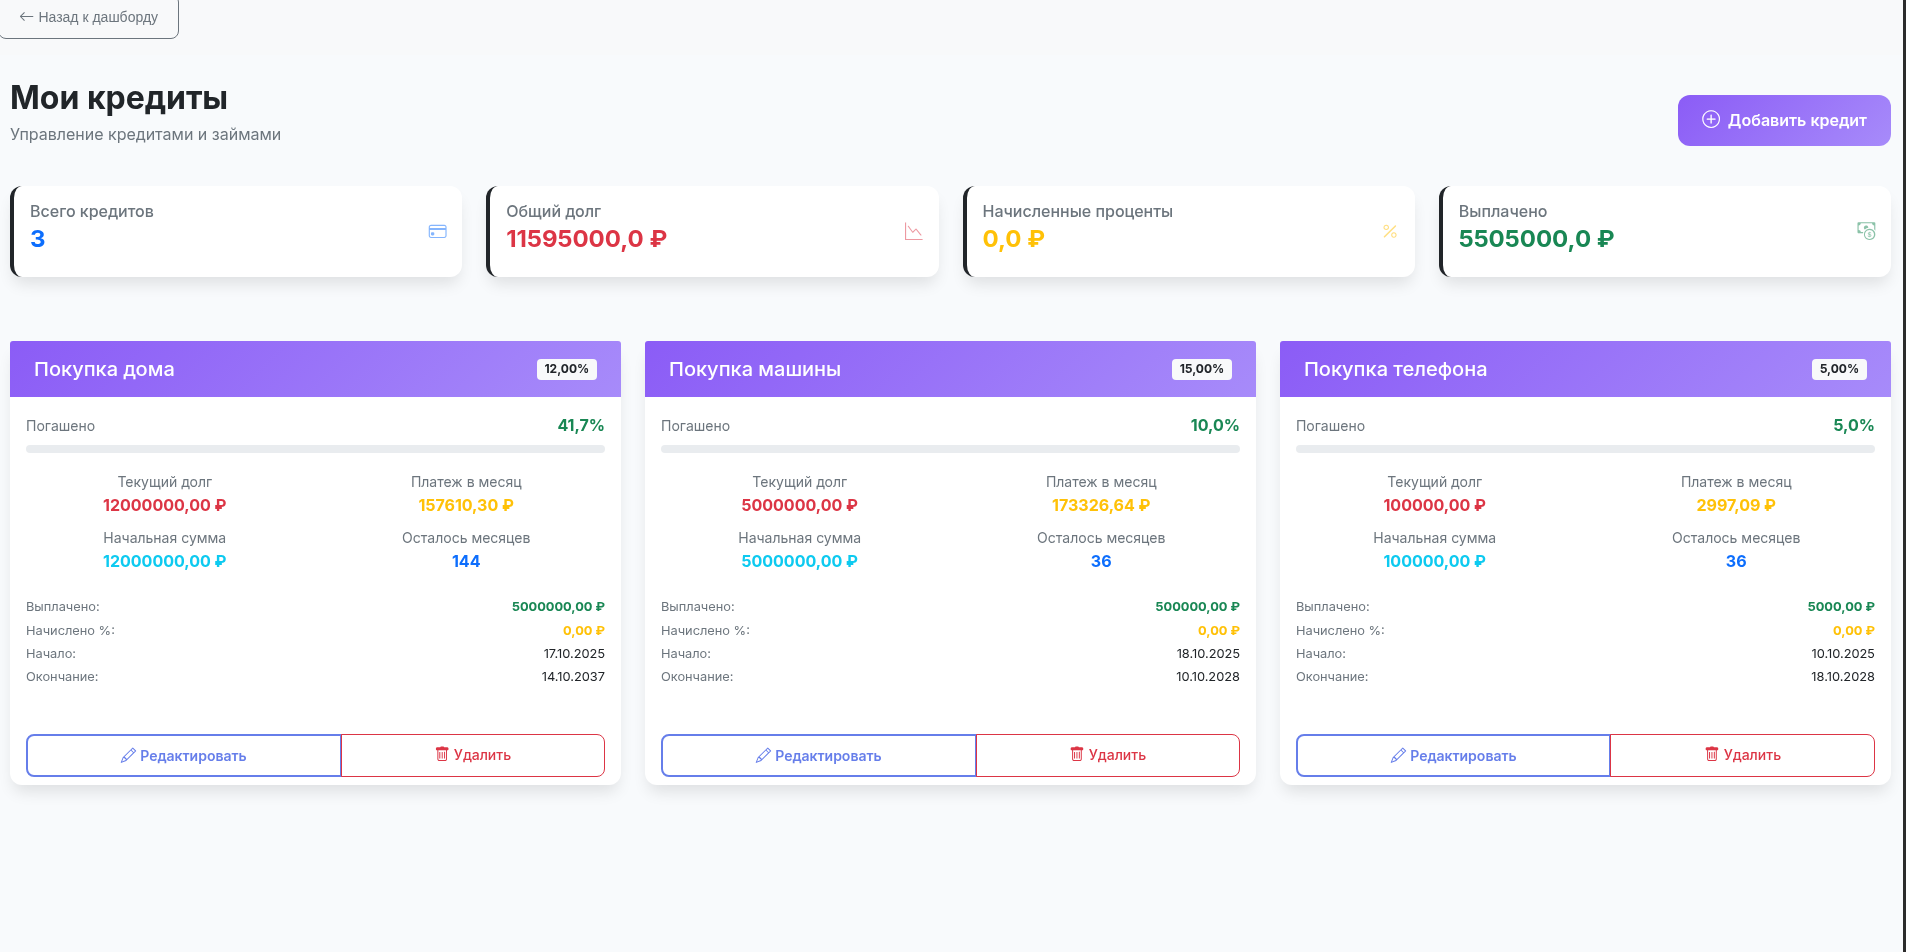 ← Назад к дашборду
Мои кредиты
Управление кредитами и займами
Добавить кредит
Всего кредитов
3
Общий долг
11595000,0 ₽
Начисленные проценты
0,0 ₽
%
Выплачено
5505000,0 ₽
Покупка дома 12,00%
Погашено 41,7%
Текущий долг Платеж в месяц
12000000,00 ₽ 157610,30 ₽
Начальная сумма Осталось месяцев
12000000,00 ₽ 144
Выплачено: 5000000,00 ₽
Начислено %: 0,00 ₽
Начало: 17.10.2025
Окончание: 14.10.2037
Редактировать Удалить
Покупка машины 15,00%
Погашено 10,0%
Текущий долг Платеж в месяц
5000000,00 ₽ 173326,64 ₽
Начальная сумма Осталось месяцев
5000000,00 ₽ 36
Выплачено: 500000,00 ₽
Начислено %: 0,00 ₽
Начало: 18.10.2025
Окончание: 10.10.2028
Редактировать Удалить
Покупка телефона 5,00%
Погашено 5,0%
Текущий долг Платеж в месяц
100000,00 ₽ 2997,09 ₽
Начальная сумма Осталось месяцев
100000,00 ₽ 36
Выплачено: 5000,00 ₽
Начислено %: 0,00 ₽
Начало: 10.10.2025
Окончание: 18.10.2028
Редактировать Удалить